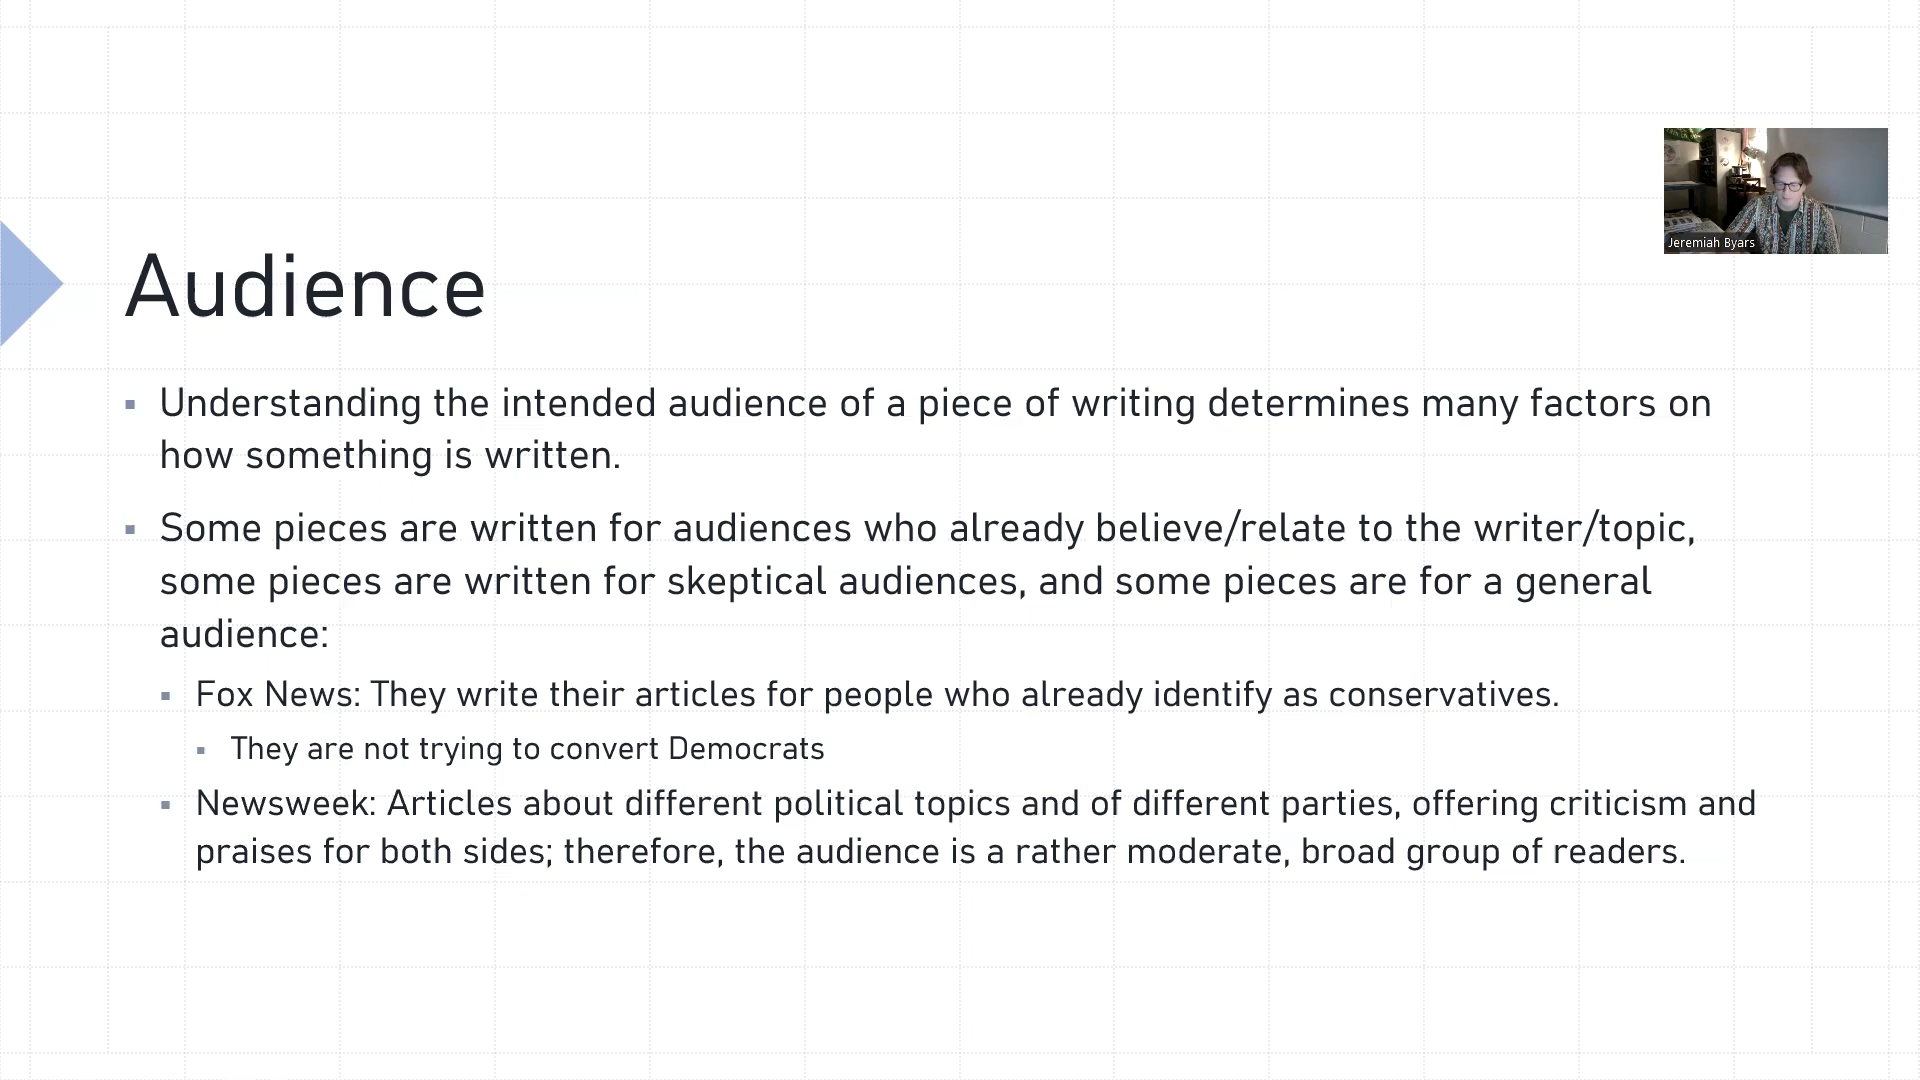 Jeremiah Byars
Audience
Understanding the intended audience of a piece of writing determines many factors on
how something is written.
Some pieces are written for audiences who already believe/relate to the writer/topic,
some pieces are written for skeptical audiences, and some pieces are for a general
audience:
Fox News: They write their articles for people who already identify as conservatives.
They are not trying to convert Democrats
Newsweek: Articles about different political topics and of different parties, offering criticism and
praises for both sides; therefore, the audience is a rather moderate, broad group of readers.